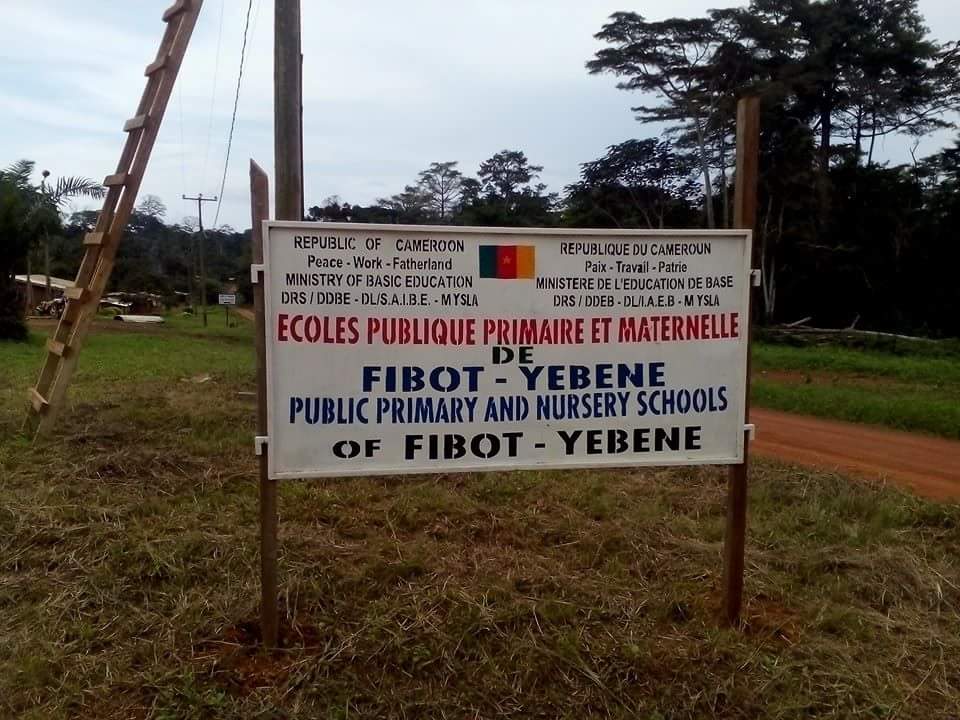 REPUBLIC OF CAMEROON
Peace - Work - Fatherland
MINISTRY OF BASIC EDUCATION
DRS / DDBE - DL/S.A.I.B.E. - MYSLA
REPUBLIQUE DU CAMEROUN
Paix - Travail - Patrie
MINISTERE DE L'EDUCATION DE BASE
DRS / DDEB - DL/I.A.E.B - MYSLA
ECOLES PUBLIQUE PRIMAIRE ET MATERNELLE
DE
FIBOT - YEBENE
PUBLIC PRIMARY AND NURSERY SCHOOLS
OF FIBOT - YEBENE